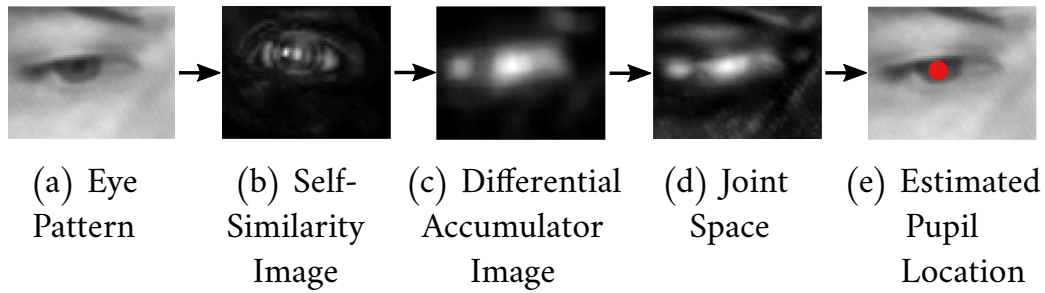 (a) Eye
Pattern
(b) Self-
Similarity
Image
(c) Differential
Accumulator
Image
(d) Joint
Space
(e) Estimated
Pupil
Location